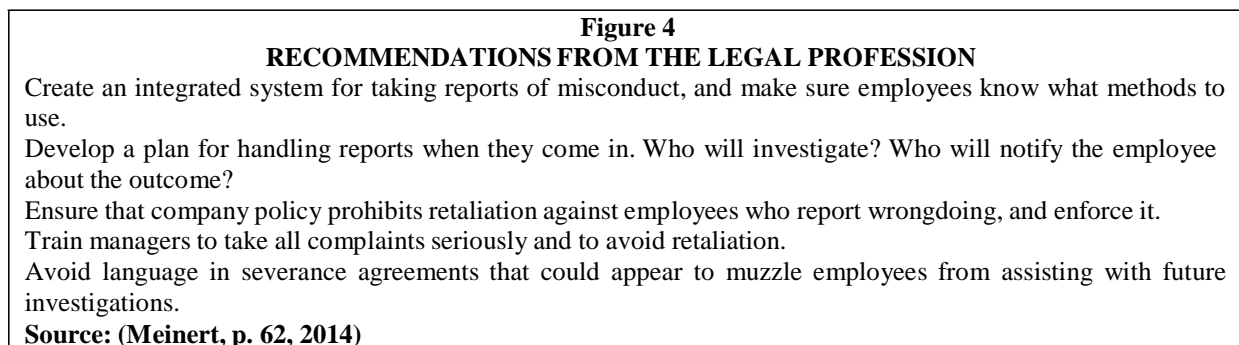 Figure 4
RECOMMENDATIONS FROM THE LEGAL PROFESSION
Create an integrated system for taking reports of misconduct, and make sure employees know what methods to
use.
Develop a plan for handling reports when they come in. Who will investigate? Who will notify the employee
about the outcome?
Ensure that company policy prohibits retaliation against employees who report wrongdoing, and enforce it.
Train managers to take all complaints seriously and to avoid retaliation.
Avoid language in severance agreements that could appear to muzzle employees from assisting with future
investigations.
Source: (Meinert, p. 62, 2014)